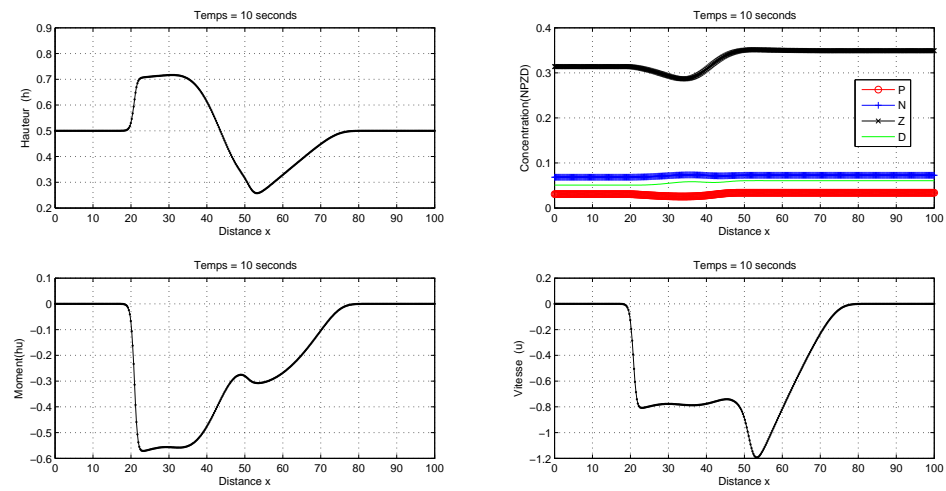 Temps = 10 seconds
0.9
0.8
0.7
0.6
0.5
0.4
0.3
0.2
Hauteur (h)
0 10 20 30 40 50 60 70 80 90 100
Distance x
Temps = 10 seconds
0.4
0.3
0.2
0.1
0
Concentration(NPZD)
P
N
Z
D
0 10 20 30 40 50 60 70 80 90 100
Distance x
Temps = 10 seconds
0.1
0
−0.1
−0.2
−0.3
−0.4
−0.5
−0.6
Moment(hu)
0 10 20 30 40 50 60 70 80 90 100
Distance x
Temps = 10 seconds
0.2
0
−0.2
−0.4
−0.6
−0.8
−1
−1.2
Vitesse (u)
0 10 20 30 40 50 60 70 80 90 100
Distance x